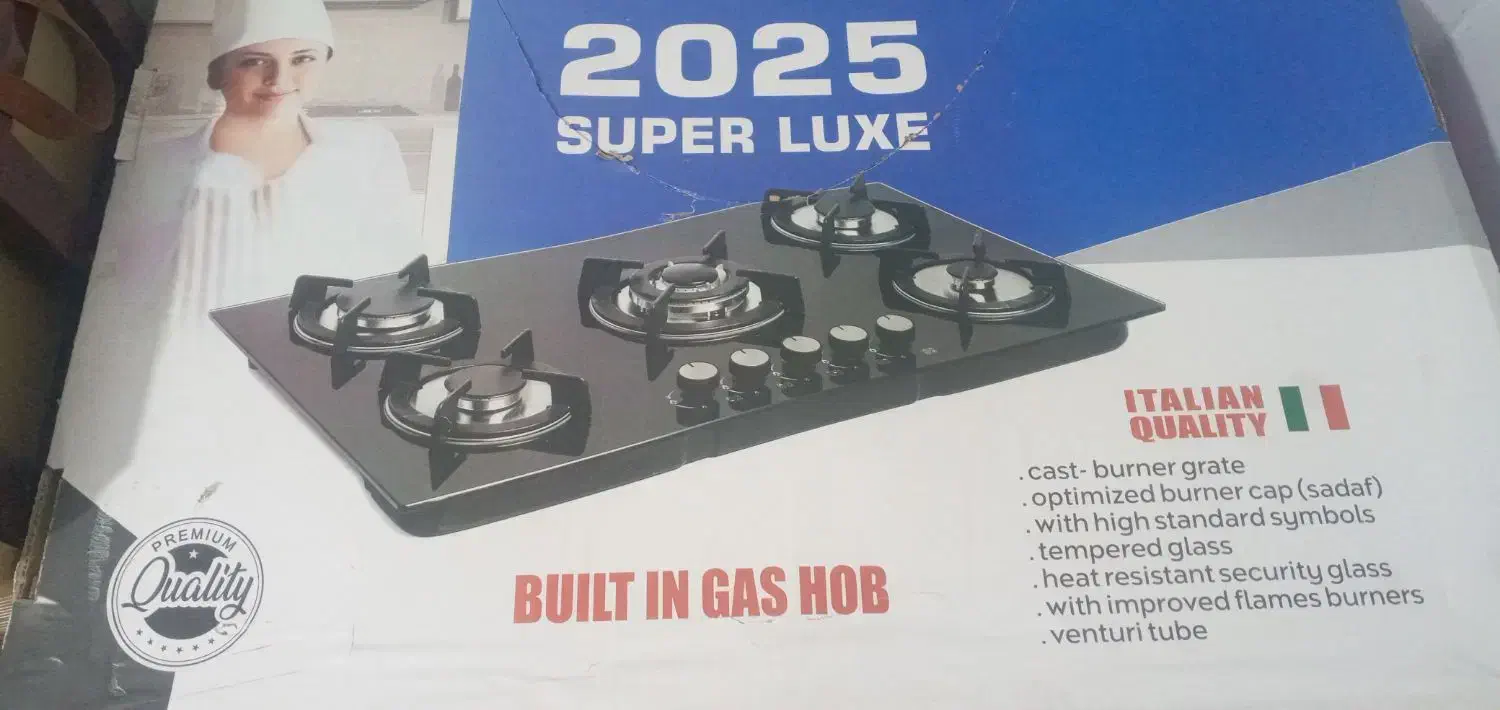 2025
SUPER LUXE
ITALIAN
QUALITY
.cast- burner grate
.optimized burner cap (sadaf)
.with high standard symbols
.tempered glass
.heat resistant security glass
.with improved flames burners
.venturi tube
BUILT IN GAS HOB
PREMIUM
Quality